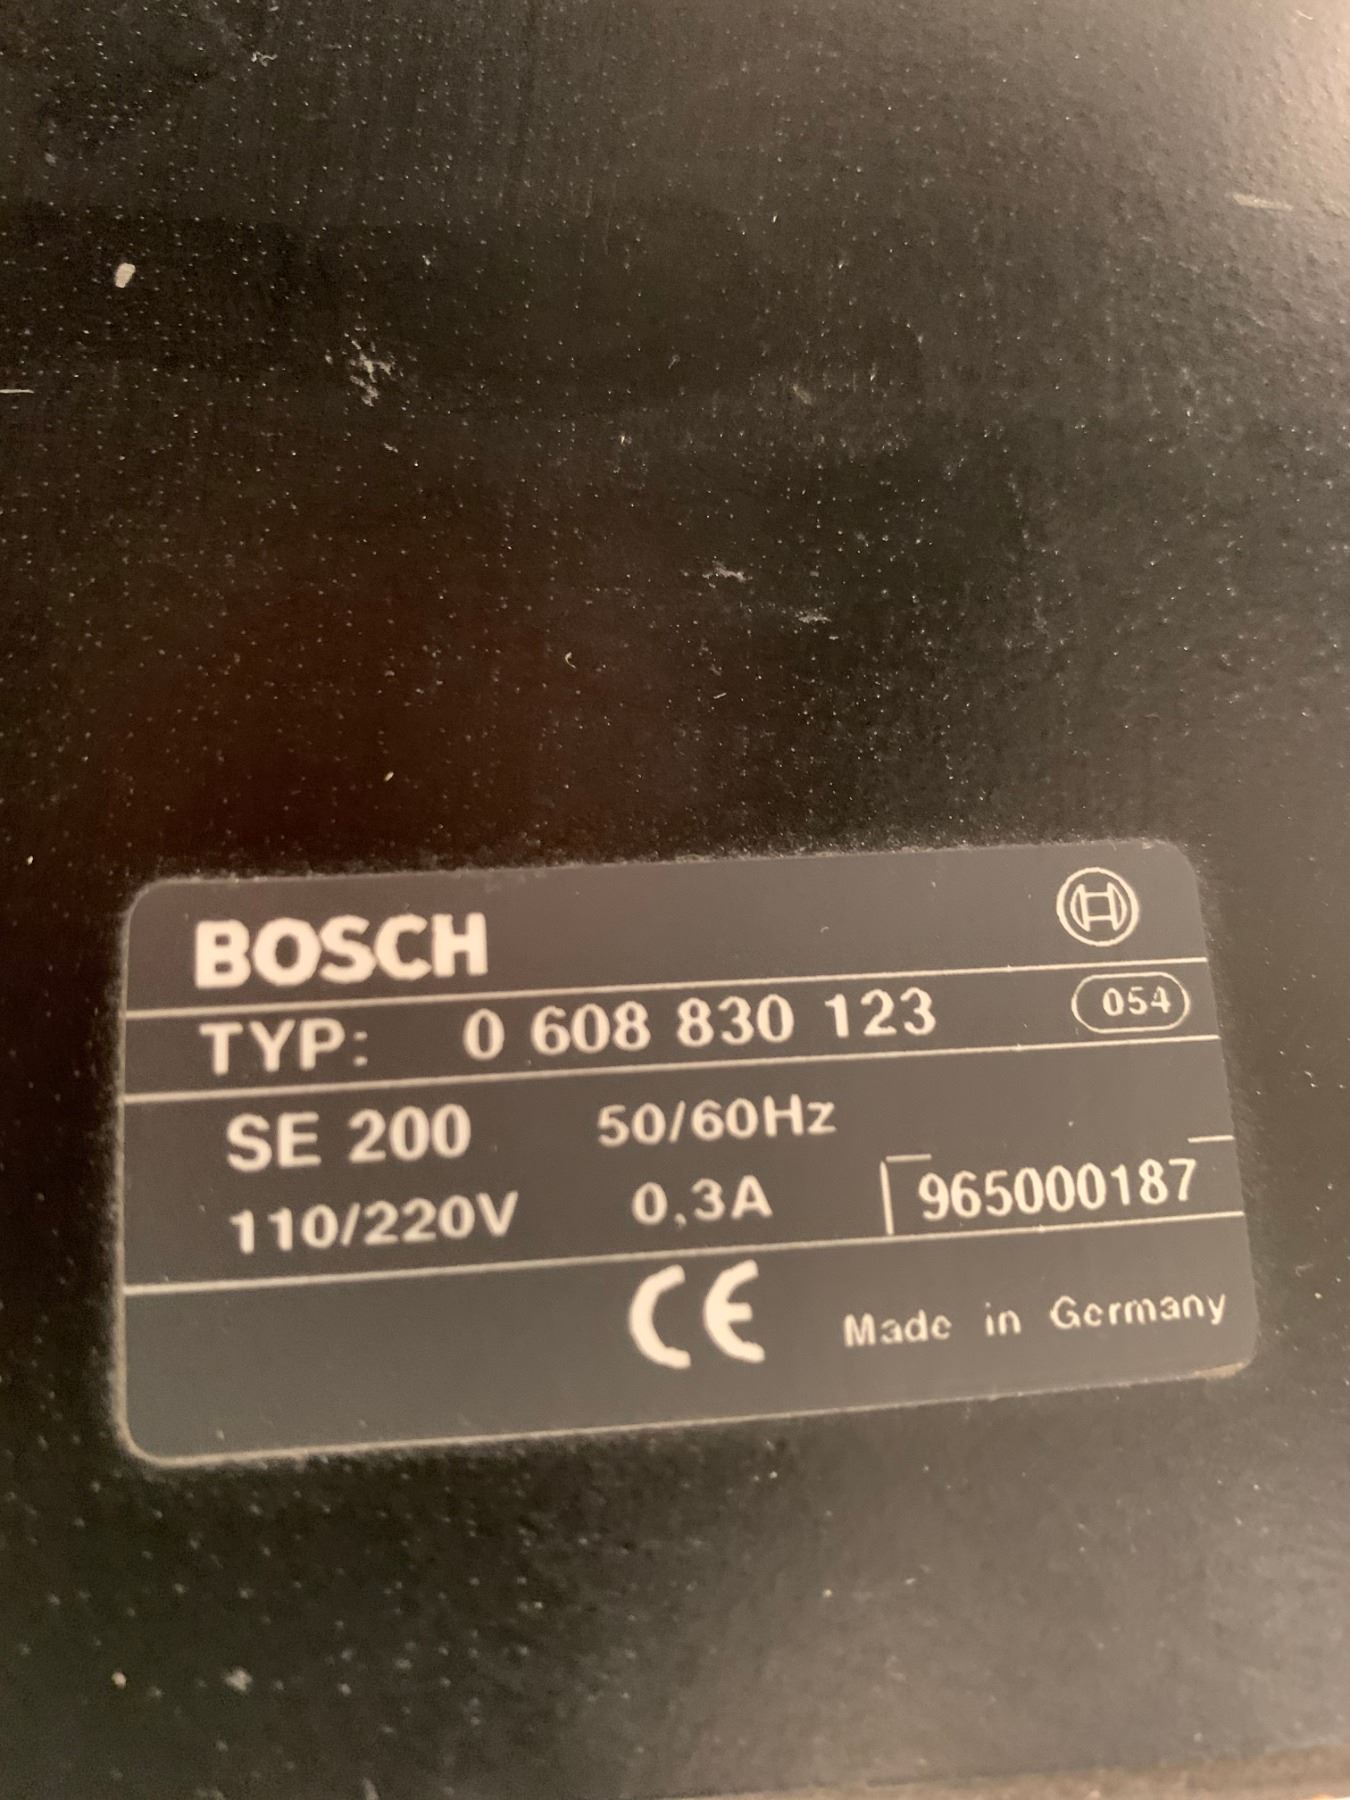 BOSCH
TYP: 0 608 830 123 054
SE 200 50/60Hz
110/220V 0,3A 965000187
CE Made in Germany